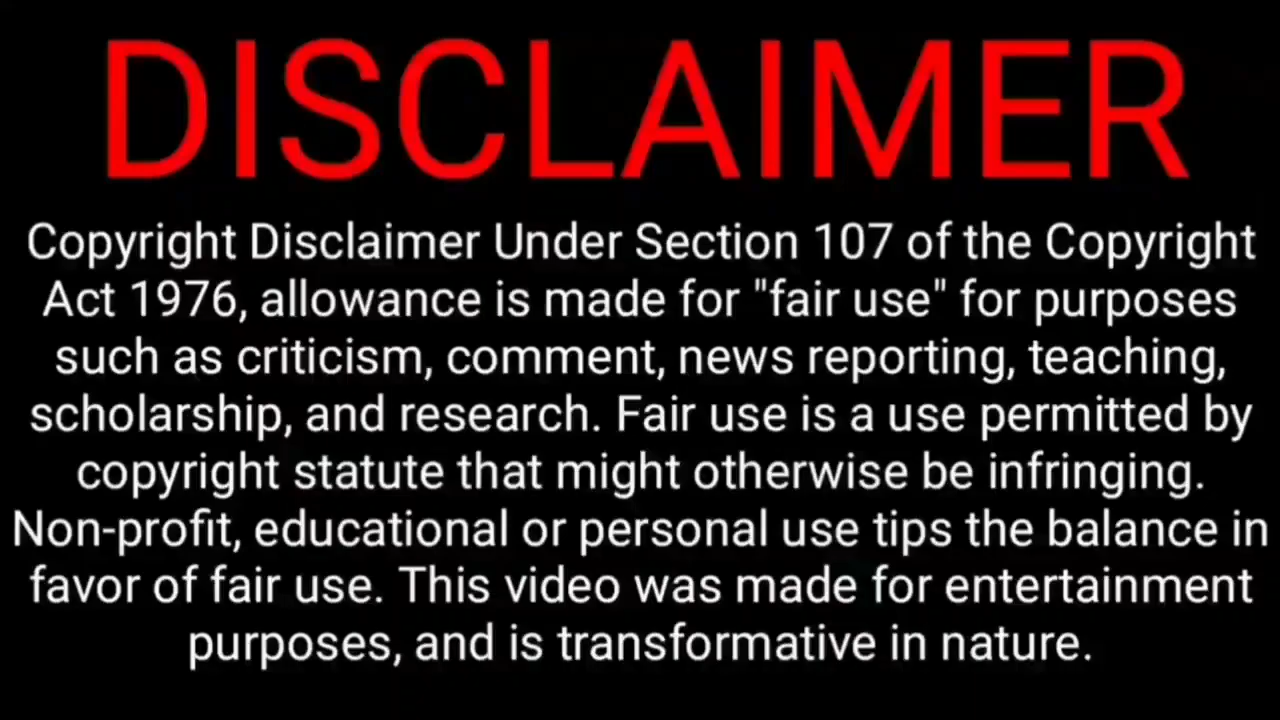 DISCLAIMER
Copyright Disclaimer Under Section 107 of the Copyright
Act 1976, allowance is made for "fair use" for purposes
such as criticism, comment, news reporting, teaching,
scholarship, and research. Fair use is a use permitted by
copyright statute that might otherwise be infringing.
Non-profit, educational or personal use tips the balance in
favor of fair use. This video was made for entertainment
purposes, and is transformative in nature.